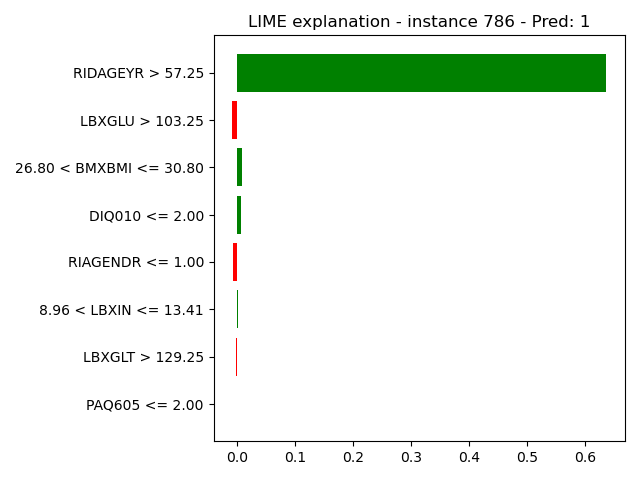 LIME explanation - instance 786 - Pred: 1
RIDAGEYR > 57.25
LBXGLU > 103.25
26.80 < BMXBMI <= 30.80
DIQ010 <= 2.00
RIAGENDR <= 1.00
8.96 < LBXIN <= 13.41
LBXGLT > 129.25
PAQ605 <= 2.00
0.0 0.1 0.2 0.3 0.4 0.5 0.6